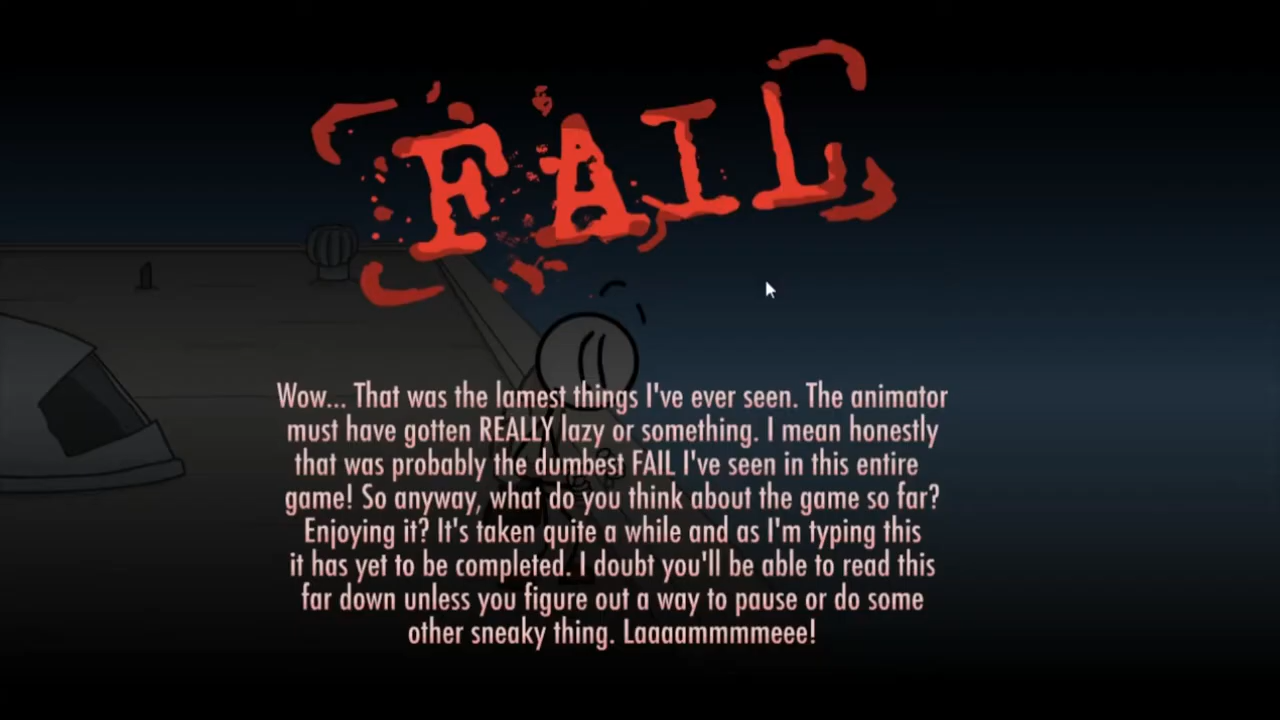 FAIL
Wow... That was the lamest things I've ever seen. The animator
must have gotten REALLY lazy or something. I mean honestly
that was probably the dumbest FAIL I've seen in this entire
game! So anyway, what do you think about the game so far?
Enjoying it? It's taken quite a while and as I'm typing this
it has yet to be completed. I doubt you'll be able to read this
far down unless you figure out a way to pause or do some
other sneaky thing. Laaaammmmeee!